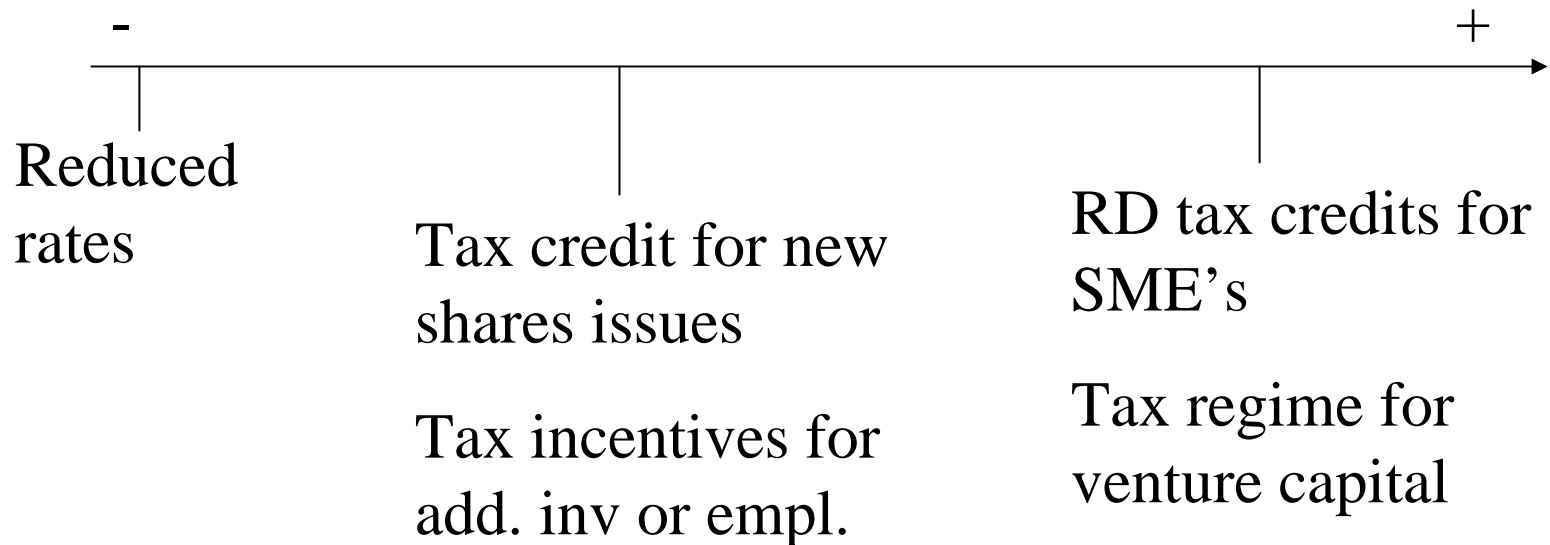 - +
Reduced
rates
Tax credit for new
shares issues
Tax incentives for
add. inv or empl.
RD tax credits for
SME’s
Tax regime for
venture capital